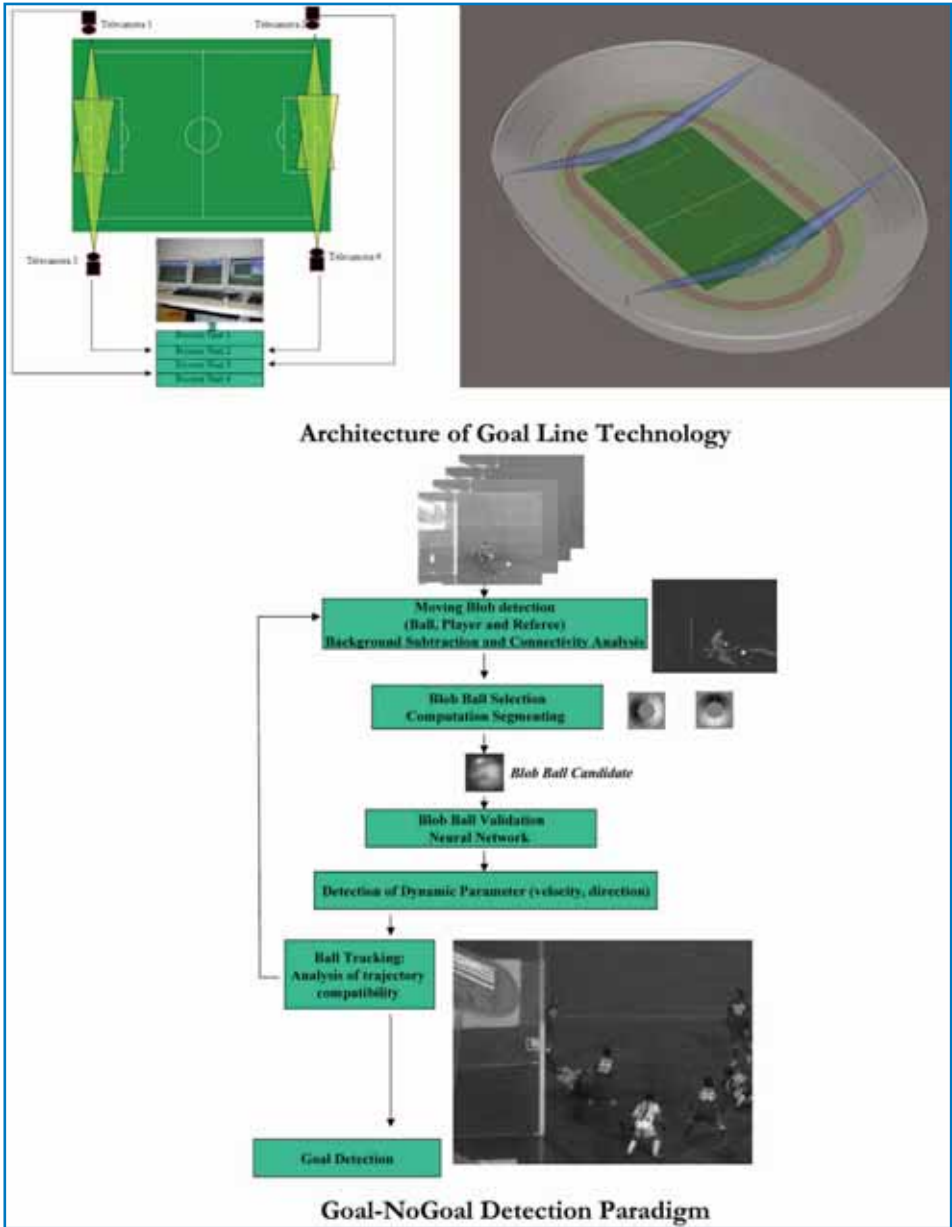 Telecamera 1
Telecamera 2
Telecamera 3
Telecamera 4
Architecture of Goal Line Technology
Moving Blob detection
(Ball, Player and Referee)
Background Subtraction and Connectivity Analysis
Blob Ball Selection
Computation Segmenting
Blob Ball Candidate
Blob Ball Validation
Neural Network
Detection of Dynamic Parameter (velocity, direction)
Ball Tracking:
Analysis of trajectory
compatibility
Goal Detection
Goal-NoGoal Detection Paradigm